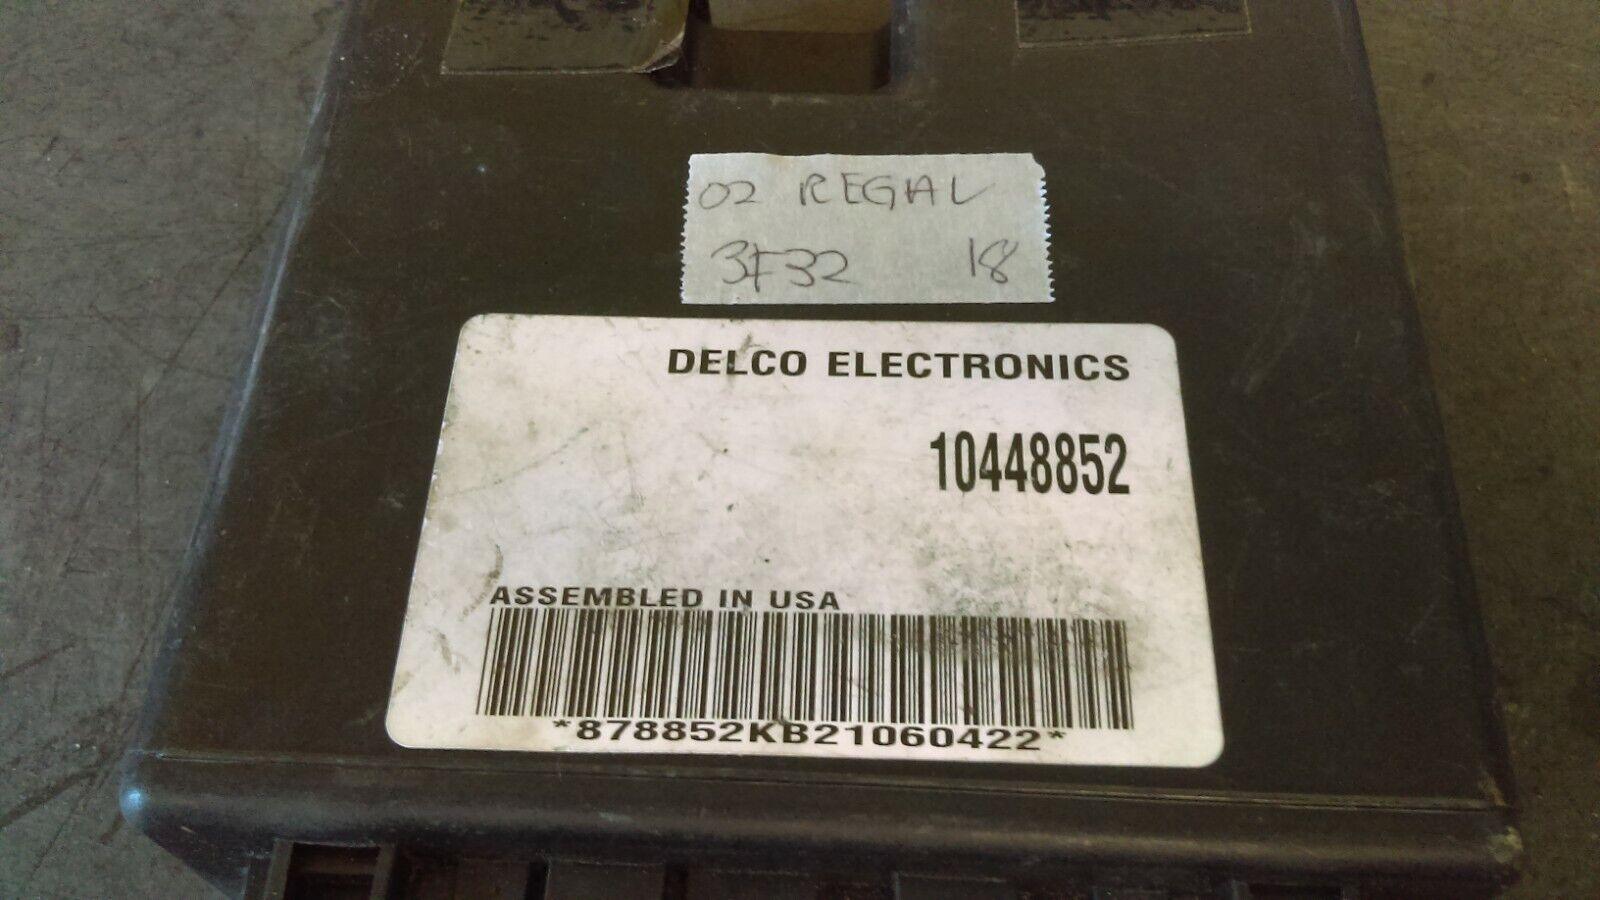 02 REGAL
3F32 18
DELCO ELECTRONICS
10448852
ASSEMBLED IN USA
*878852KB21060422*